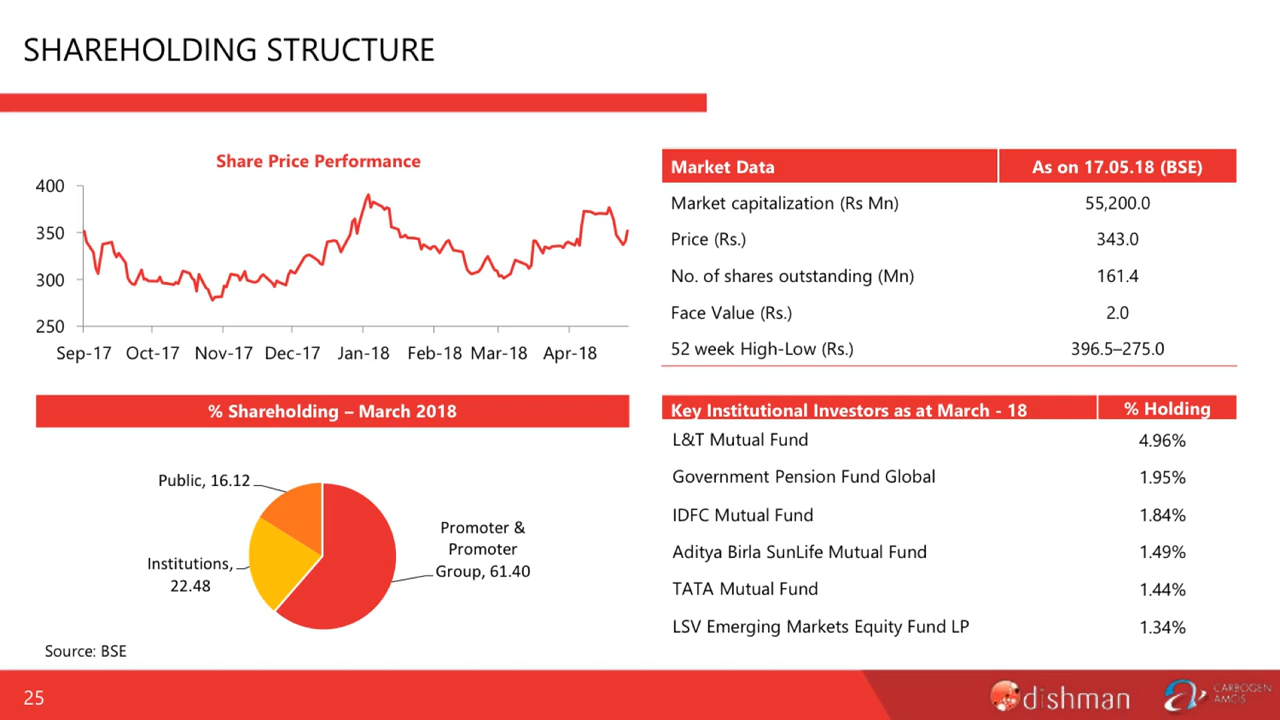 SHAREHOLDING STRUCTURE
Share Price Performance
400
350
300
250
Sep-17 Oct-17 Nov-17 Dec-17 Jan-18 Feb-18 Mar-18 Apr-18
Market Data As on 17.05.18 (BSE)
Market capitalization (Rs Mn) 55,200.0
Price (Rs.) 343.0
No. of shares outstanding (Mn) 161.4
Face Value (Rs.) 2.0
52 week High-Low (Rs.) 396.5–275.0
% Shareholding – March 2018
Public, 16.12
Institutions,
22.48
Promoter &
Promoter
Group, 61.40
Source: BSE
Key Institutional Investors as at March - 18 % Holding
L&T Mutual Fund 4.96%
Government Pension Fund Global 1.95%
IDFC Mutual Fund 1.84%
Aditya Birla SunLife Mutual Fund 1.49%
TATA Mutual Fund 1.44%
LSV Emerging Markets Equity Fund LP 1.34%
25
dishman
CARBOGEN
AMCIS